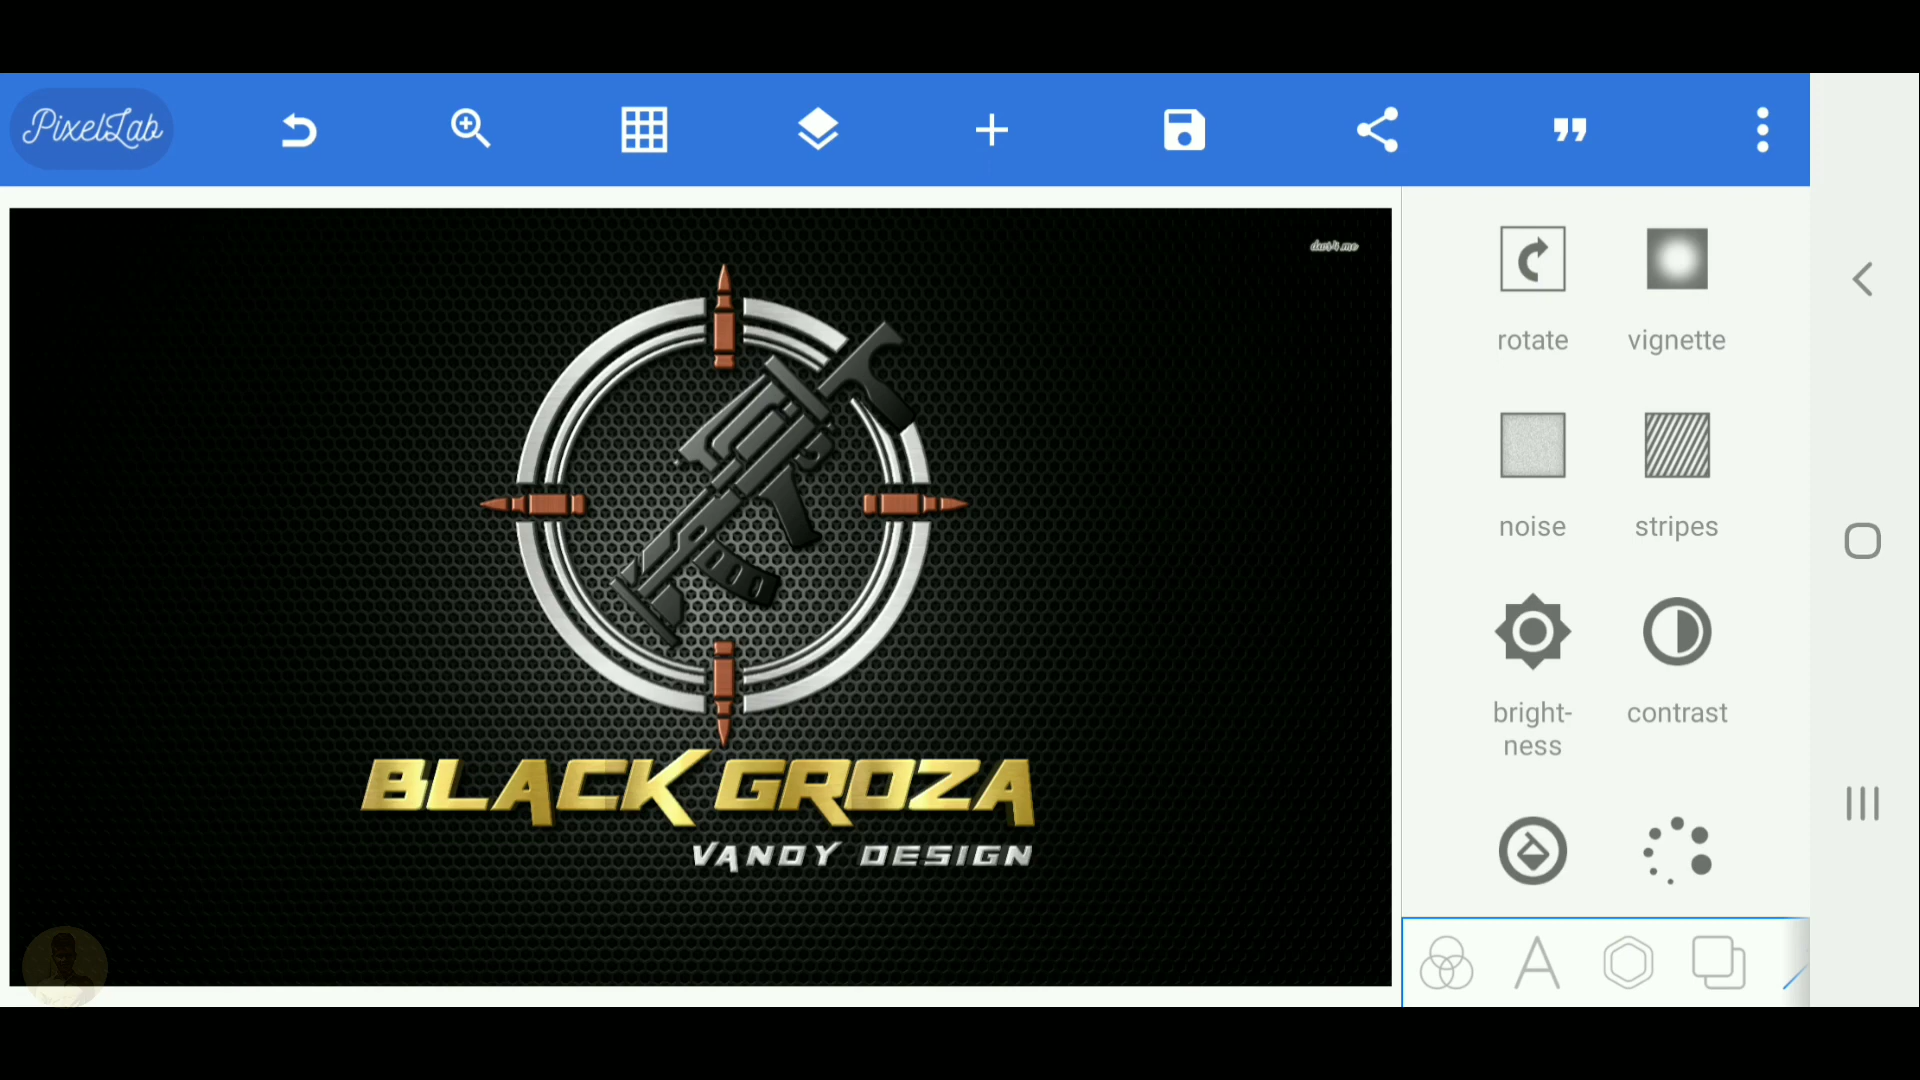 PixelLab
BLACK GROZA
VANDY DESIGN
rotate
vignette
noise
stripes
bright-
ness
contrast